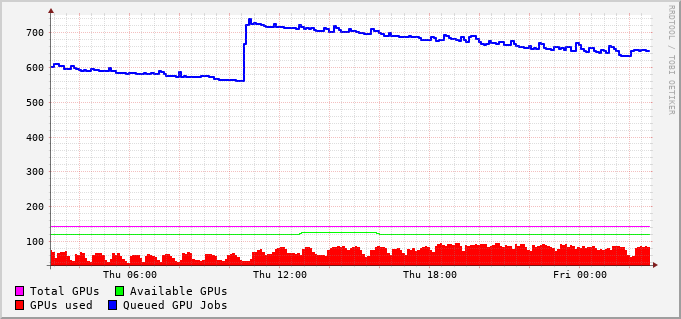 700
600
500
400
300
200
100
Thu 06:00 Thu 12:00 Thu 18:00 Fri 00:00
Total GPUs Available GPUs
GPUs used Queued GPU Jobs
RRDTOOL / TOBI OETIKER